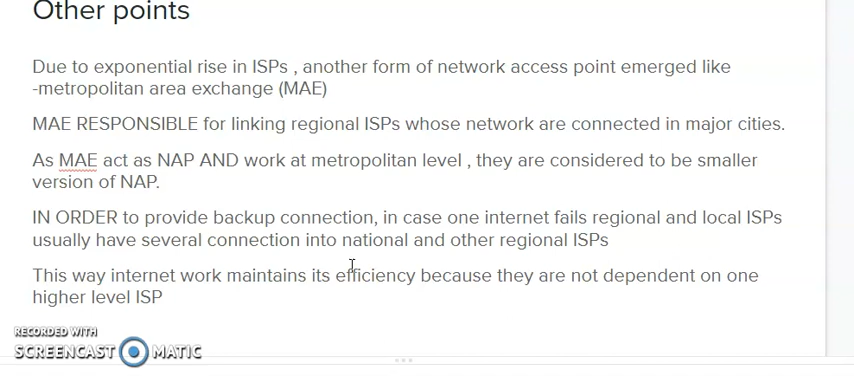 Other points
Due to exponential rise in ISPs , another form of network access point emerged like
-metropolitan area exchange (MAE)
MAE RESPONSIBLE for linking regional ISPs whose network are connected in major cities.
As MAE act as NAP AND work at metropolitan level , they are considered to be smaller
version of NAP.
IN ORDER to provide backup connection, in case one internet fails regional and local ISPs
usually have several connection into national and other regional ISPs
This way internet work maintains its efficiency because they are not dependent on one
higher level ISP
RECORDED WITH
SCREENCAST MATIC